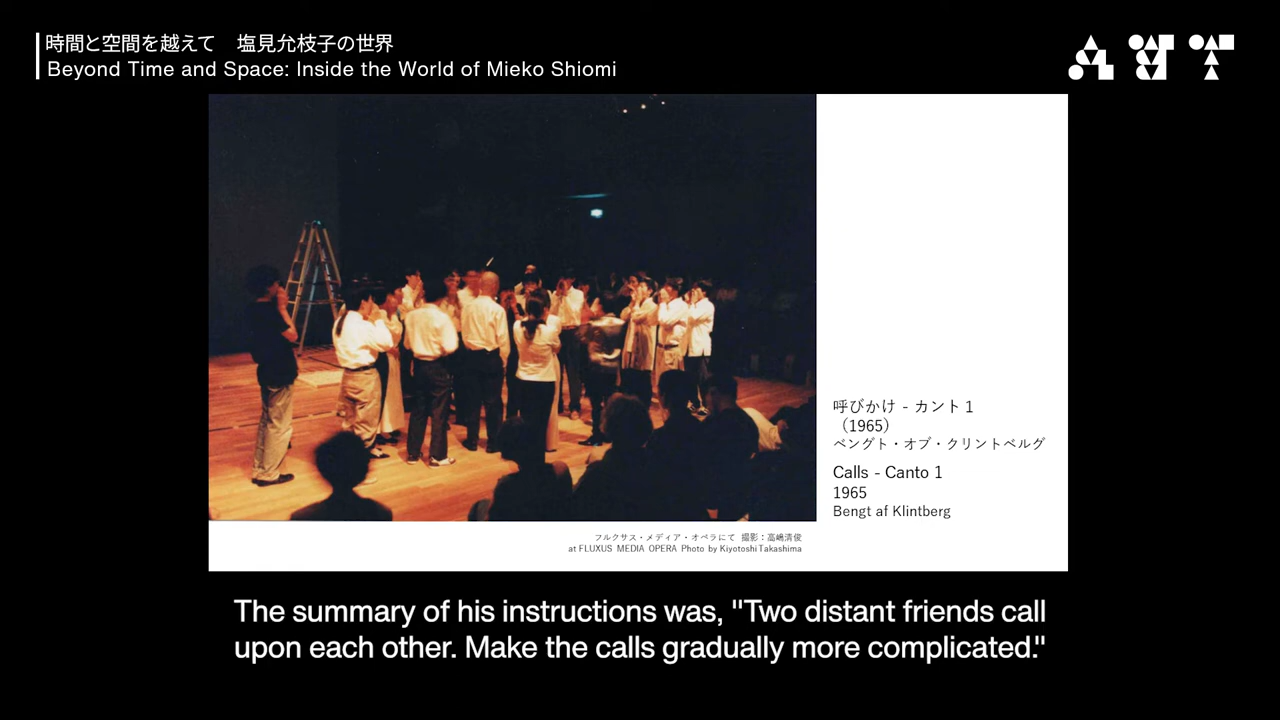 時間と空間を越えて 塩見允枝子の世界
Beyond Time and Space: Inside the World of Mieko Shiomi
呼びかけ - カント 1
(1965)
ベングト・オブ・クリントベルグ
Calls - Canto 1
1965
Bengt af Klintberg
フルクサス・メディア・オペラにて 撮影:高嶋清俊
at FLUXUS MEDIA OPERA Photo by Kiyotoshi Takashima
The summary of his instructions was, "Two distant friends call
upon each other. Make the calls gradually more complicated."